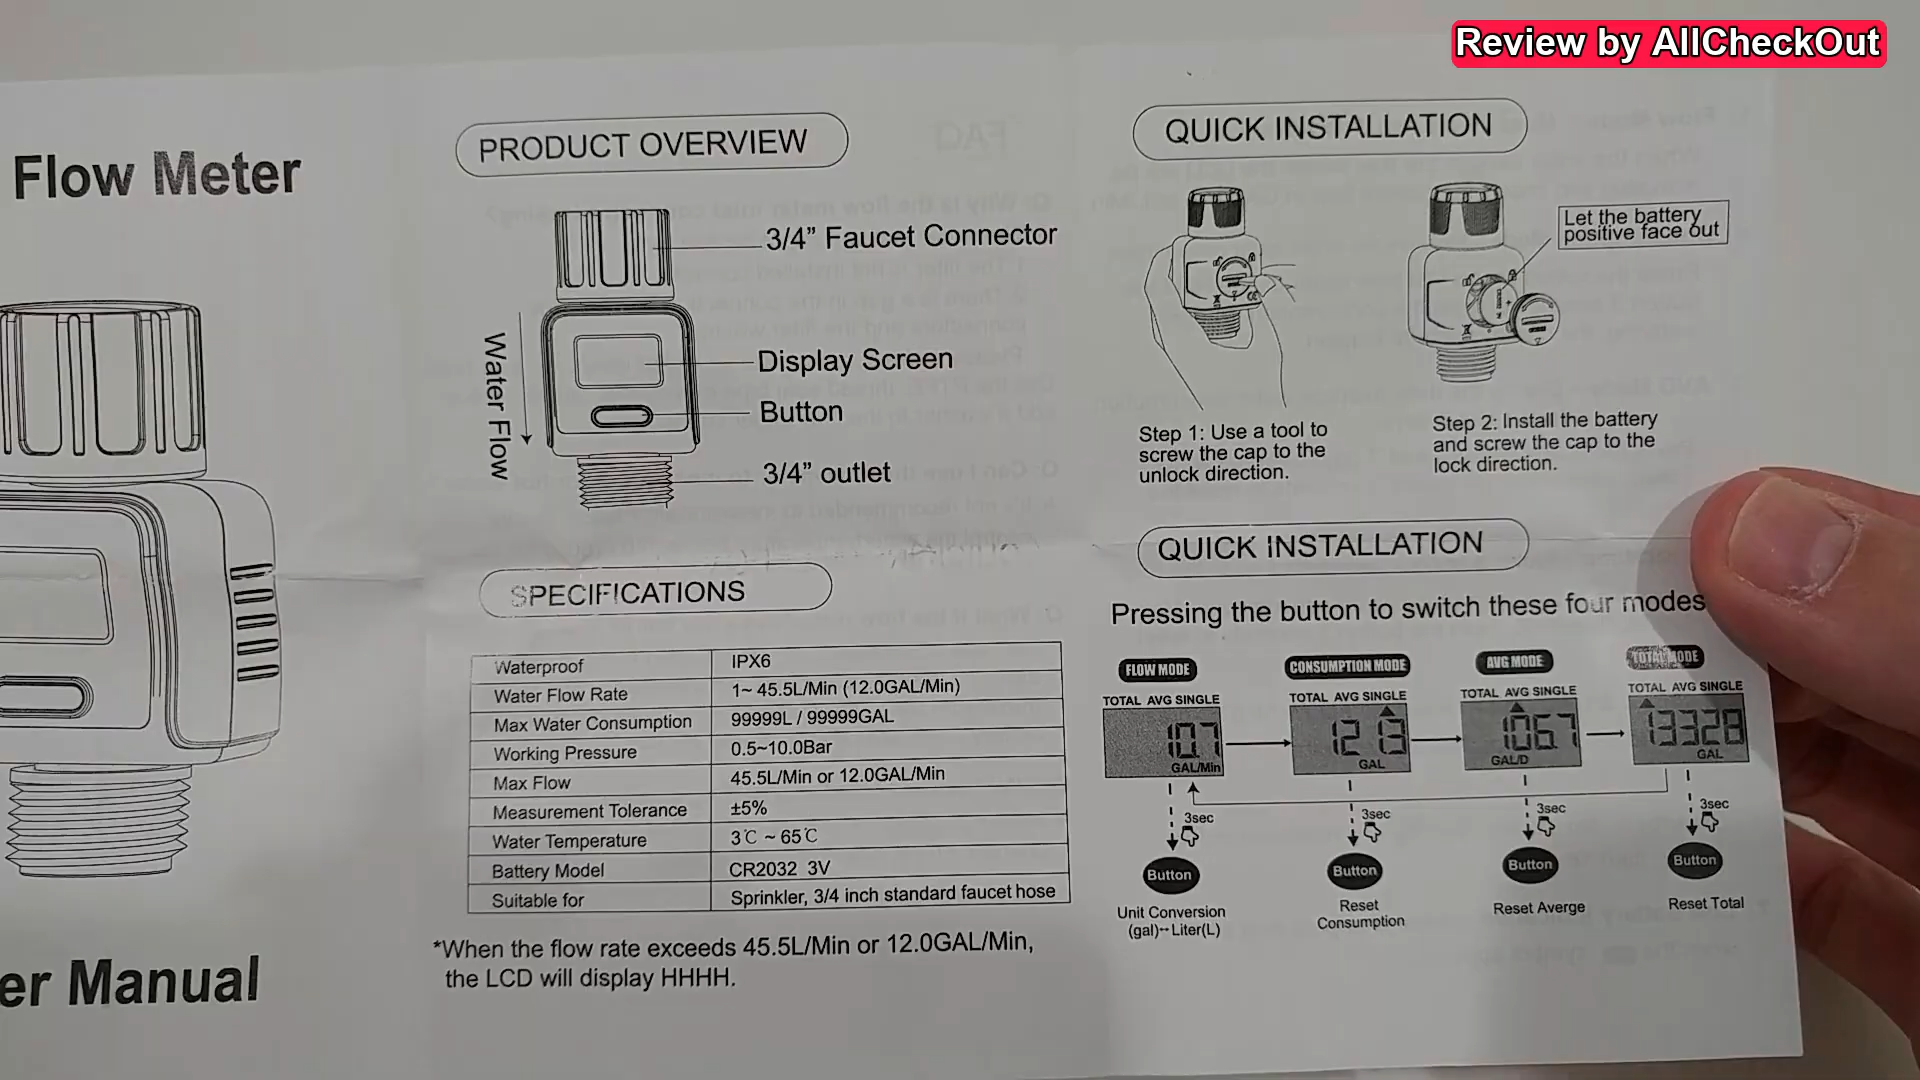 Review by AllCheckOut
Flow Meter
er Manual
PRODUCT OVERVIEW
3/4” Faucet Connector
Water Flow
Display Screen
Button
3/4” outlet
SPECIFICATIONS
Waterproof IPX6
Water Flow Rate 1~ 45.5L/Min (12.0GAL/Min)
Max Water Consumption 99999L / 99999GAL
Working Pressure 0.5~10.0Bar
Max Flow 45.5L/Min or 12.0GAL/Min
Measurement Tolerance ±5%
Water Temperature 3℃ ~ 65℃
Battery Model CR2032 3V
Suitable for Sprinkler, 3/4 inch standard faucet hose
*When the flow rate exceeds 45.5L/Min or 12.0GAL/Min,
the LCD will display HHHH.
QUICK INSTALLATION
Let the battery
positive face out
Step 1: Use a tool to
screw the cap to the
unlock direction.
Step 2: Install the battery
and screw the cap to the
lock direction.
QUICK INSTALLATION
Pressing the button to switch these four modes
FLOW MODE CONSUMPTION MODE AVG MODE TOTAL MODE
TOTAL AVG SINGLE TOTAL AVG SINGLE TOTAL AVG SINGLE TOTAL AVG SINGLE
10.7 12 13 1067 13328
GAL/Min GAL GAL/D GAL
3sec 3sec 3sec 3sec
Button Button Button Button
Unit Conversion
(gal)↔Liter(L)
Reset
Consumption
Reset Averge
Reset Total